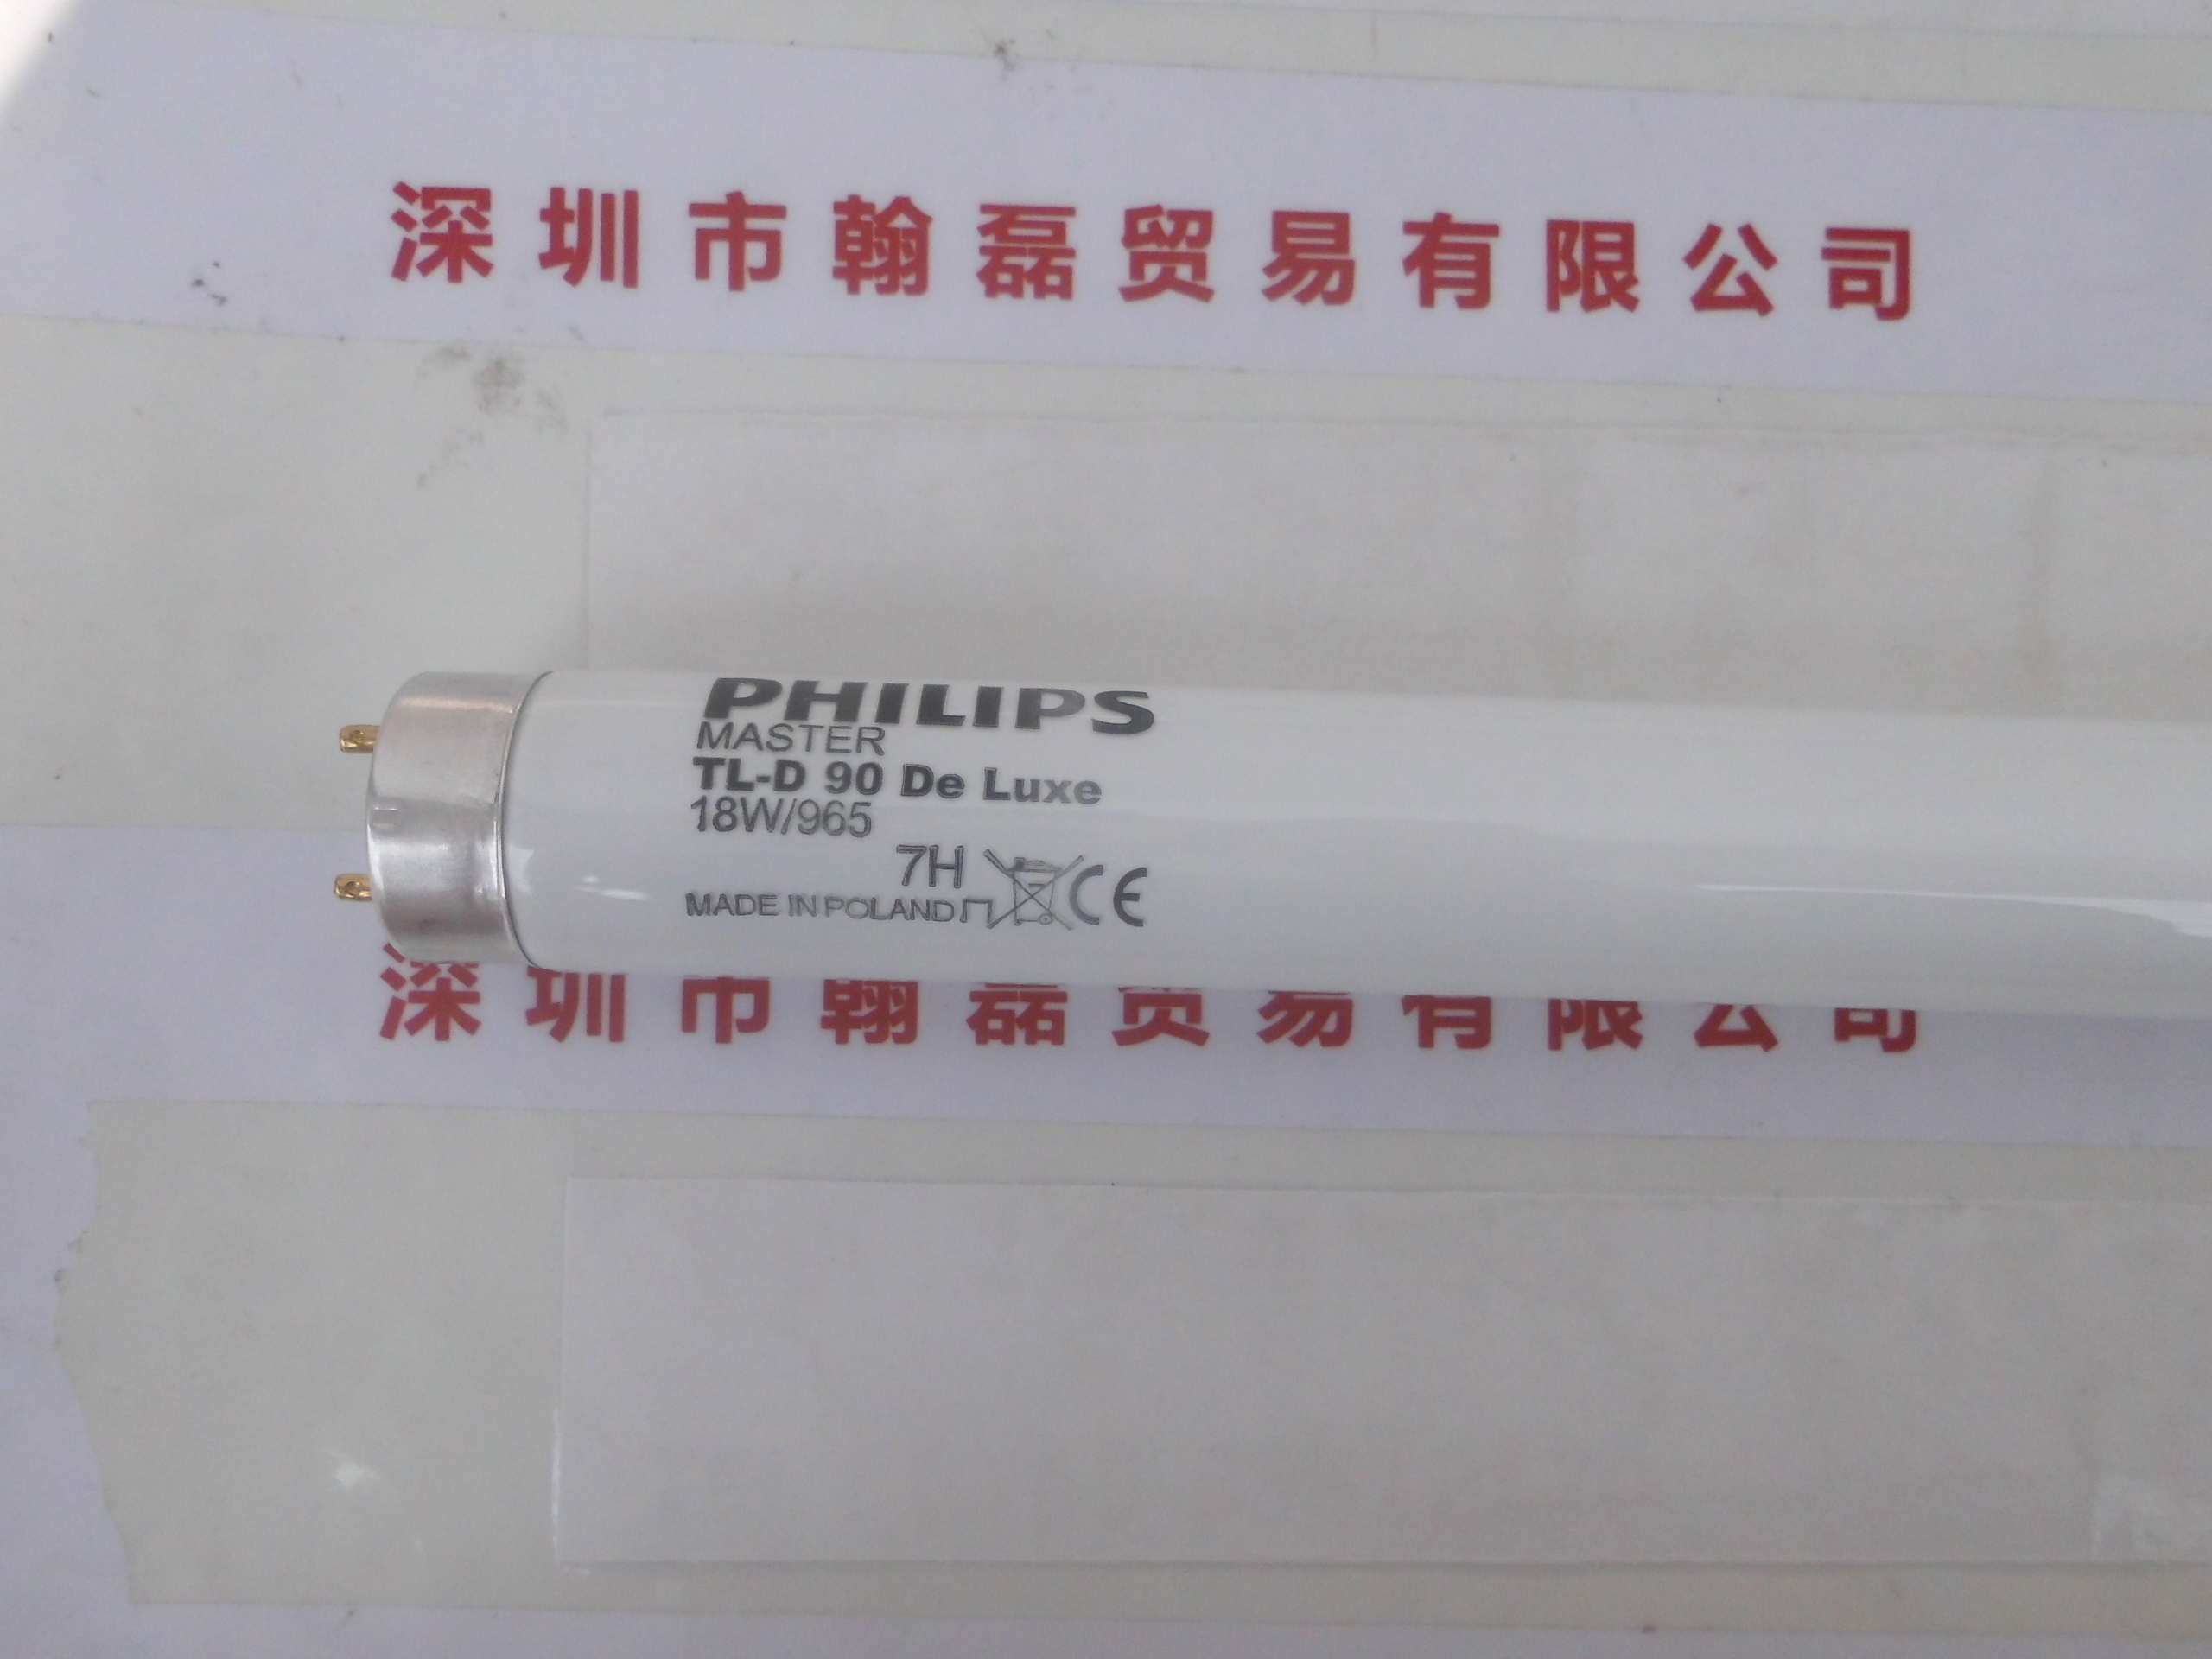 深圳市翰磊贸易有限公司
PHILIPS
MASTER
TL-D 90 De Luxe
18W/965
7H
MADE IN POLAND CE
深圳市翰磊贸易有限公司